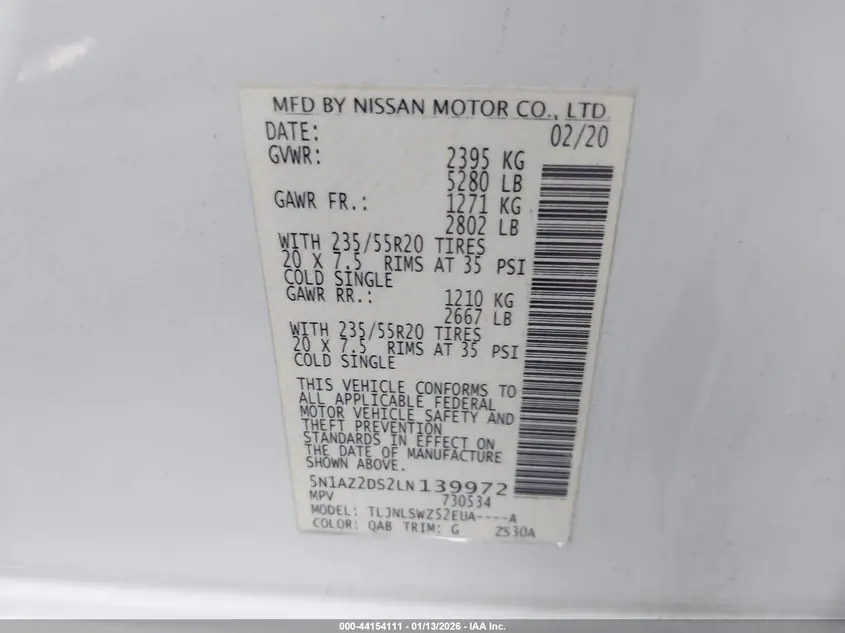 MFD BY NISSAN MOTOR CO., LTD.
DATE: 02/20
GVWR: 2395 KG
5280 LB
GAWR FR.: 1271 KG
2802 LB
WITH 235/55R20 TIRES
20 X 7.5 RIMS AT 35 PSI
COLD SINGLE
GAWR RR.: 1210 KG
2667 LB
WITH 235/55R20 TIRES
20 X 7.5 RIMS AT 35 PSI
COLD SINGLE
THIS VEHICLE CONFORMS TO
ALL APPLICABLE FEDERAL
MOTOR VEHICLE SAFETY AND
THEFT PREVENTION
STANDARDS IN EFFECT ON
THE DATE OF MANUFACTURE
SHOWN ABOVE.
5N1AZ2DS2LN139972
MPV 730534
MODEL: TLJNLSWZ52EUA----A
COLOR: QAB TRIM: G 2S30A
000-44154111 - 01/13/2026 - IAA Inc.